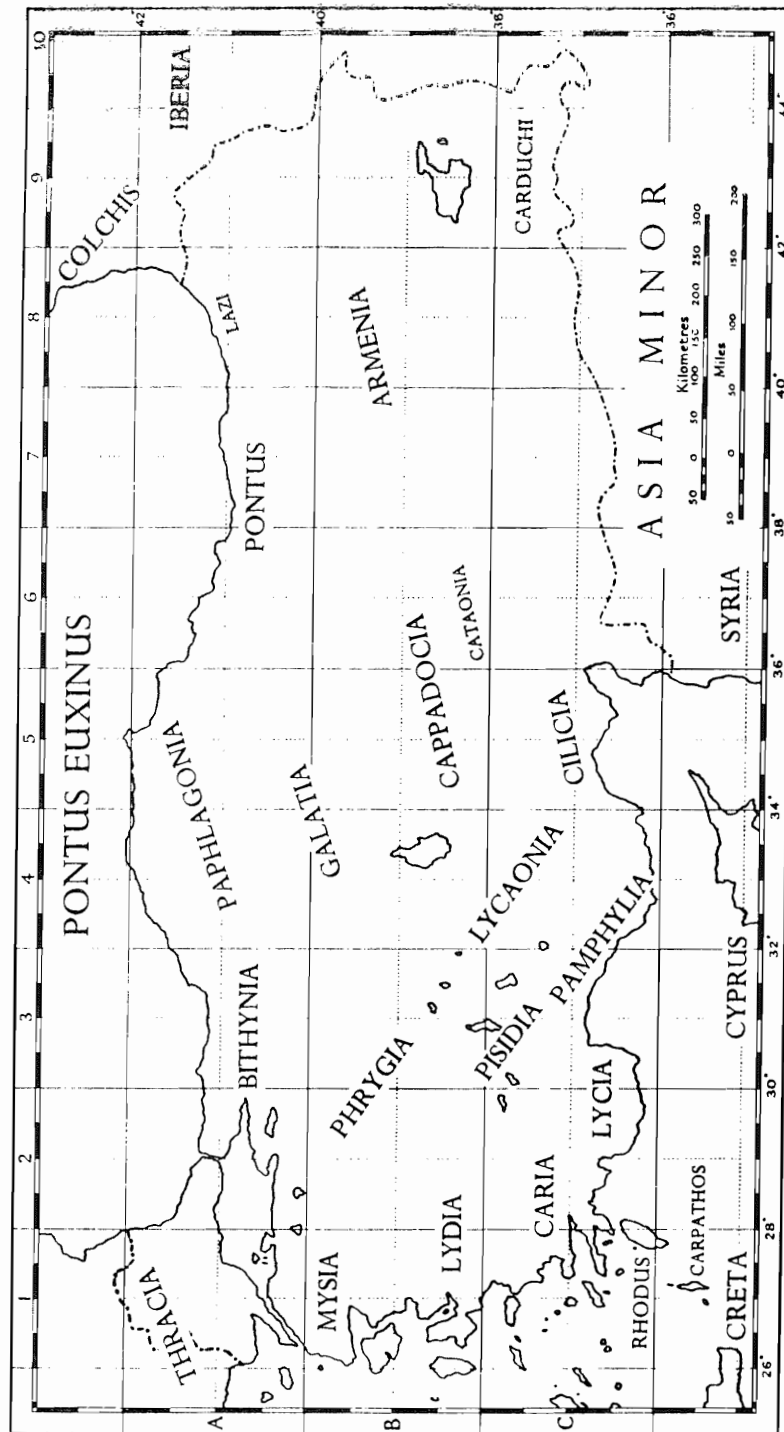 1
2
3
4
5
6
7
8
9
10
PONTUS EUXINUS
COLCHIS
IBERIA
42
THRACIA
BITHYNIA
PAPHLAGONIA
PONTUS
LAZI
A
MYSIA
PHRYGIA
GALATIA
ARMENIA
40
B
LYDIA
LYCAONIA
CAPPADOCIA
CATAONIA
CARDUCHI
38
CARIA
PISIDIA
PAMPHYLIA
CILICIA
C
LYCIA
RHODUS
CARPATHOS
CRETA
CYPRUS
SYRIA
36
ASIA MINOR
Kilometres
50 0 50 100 150 200 250 300
Miles
50 0 50 100 150 200
26°
28°
30°
32°
34°
36°
38°
40°
42°
44°